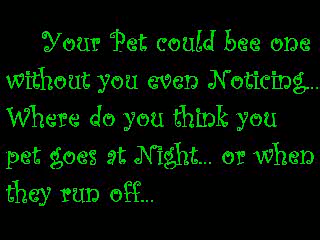 Your Pet could bee one
without you even Noticing...
Where do you think you
pet goes at Night... or when
they run off...